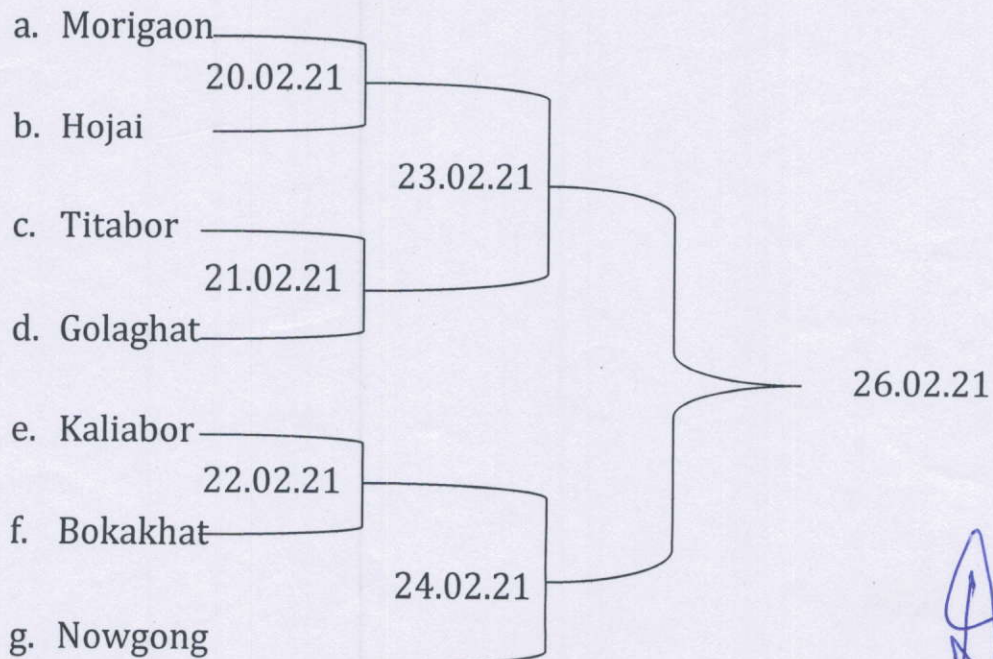 a. Morigaon
20.02.21
b. Hojai
23.02.21
c. Titabor
21.02.21
d. Golaghat
26.02.21
e. Kaliabor
22.02.21
f. Bokakhat
24.02.21
g. Nowgong